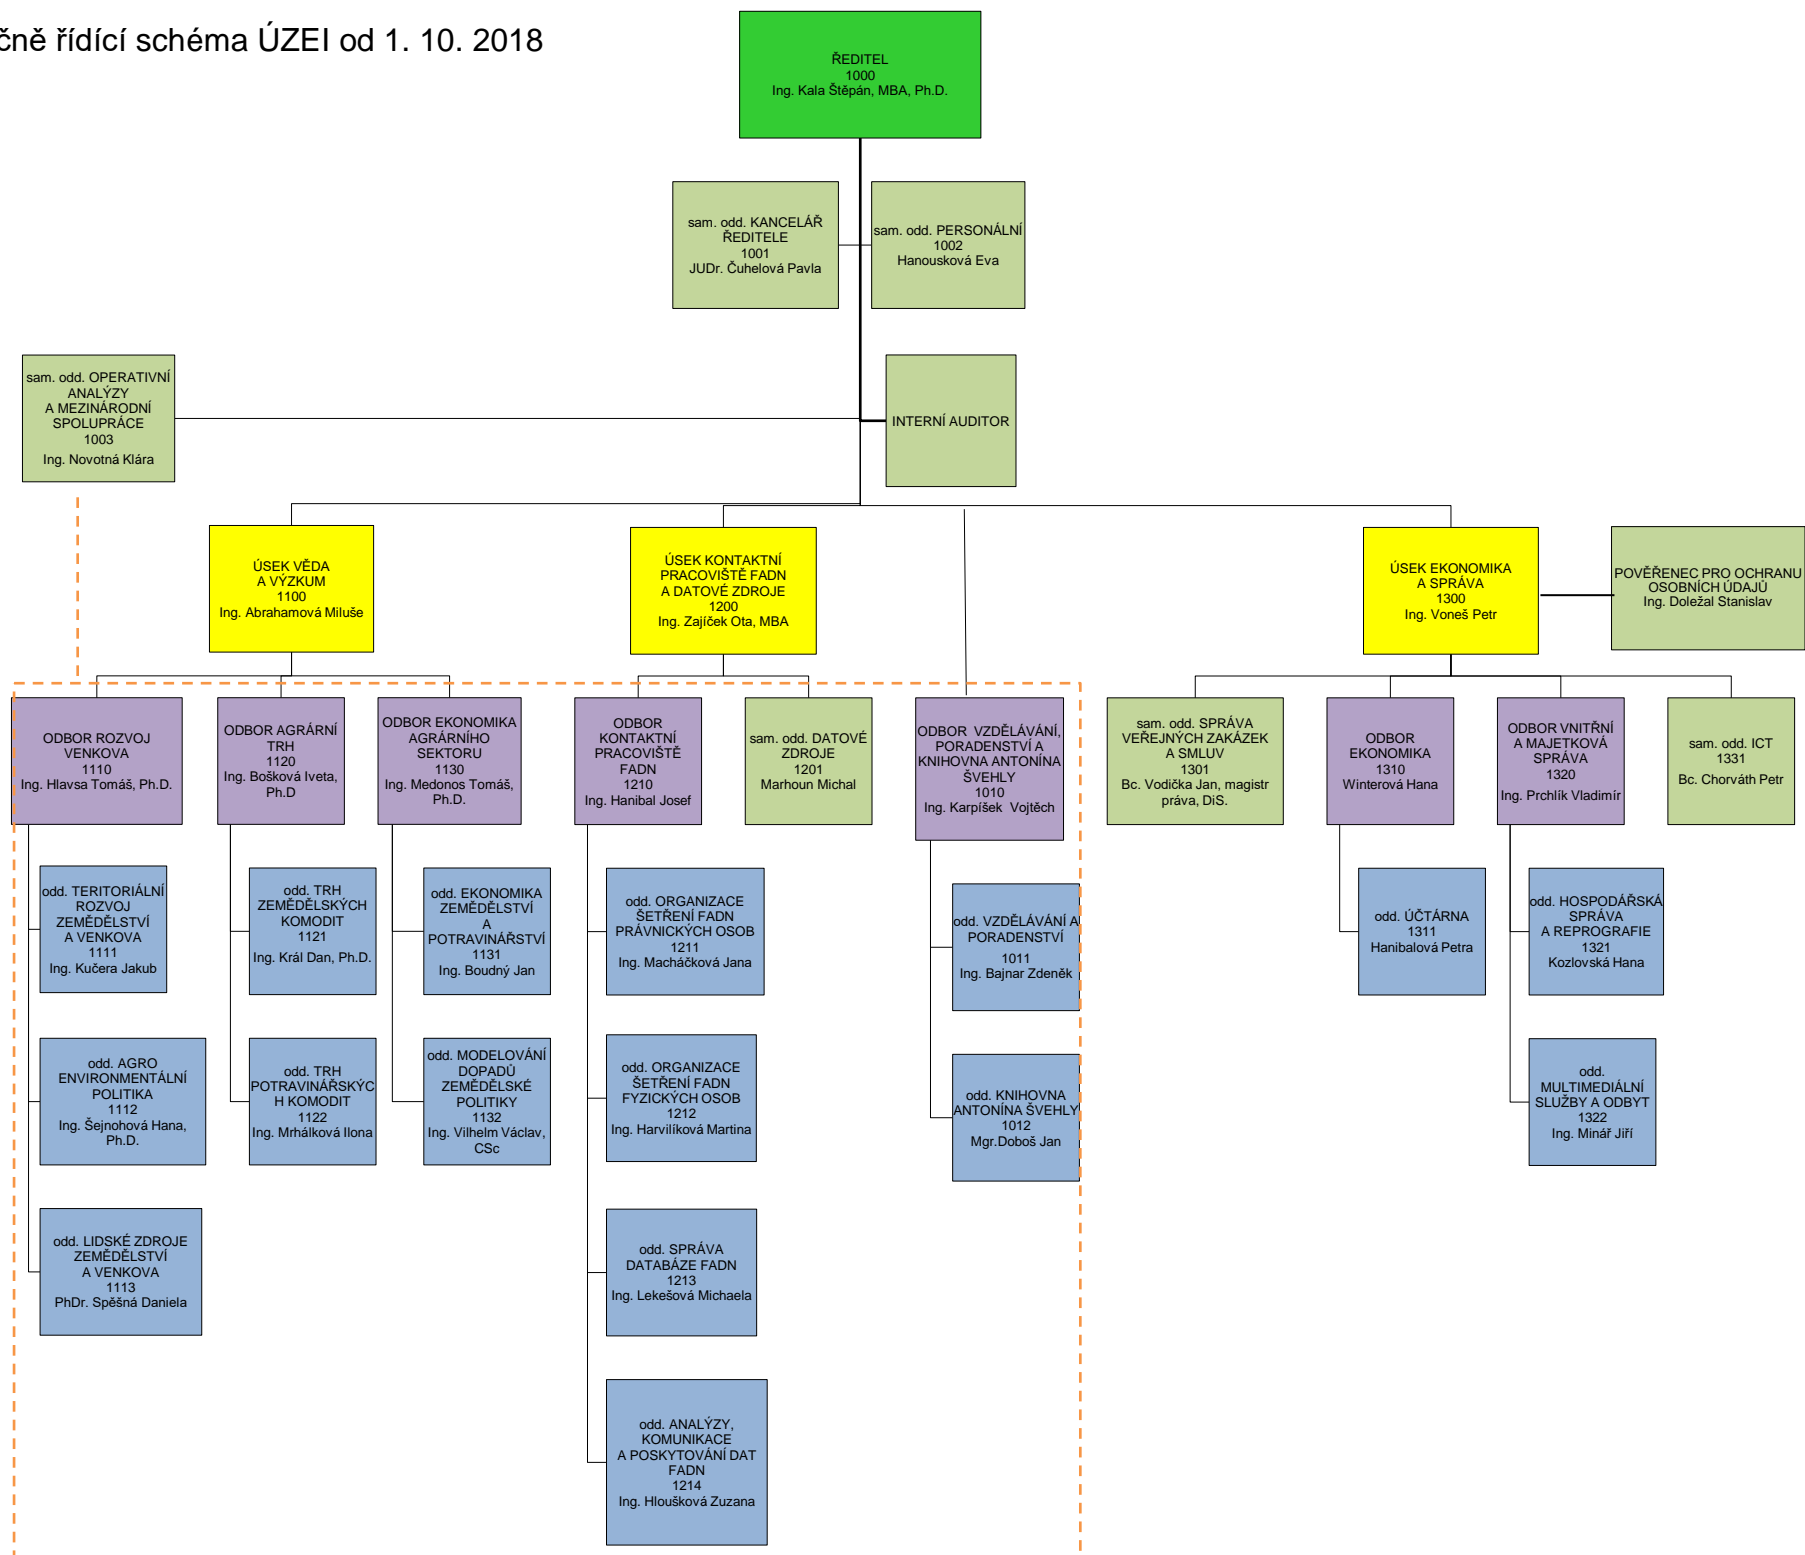 čně řídící schéma ÚZEI od 1. 10. 2018
ŘEDITEL
1000
Ing. Kala Štěpán, MBA, Ph.D.
sam. odd. KANCELÁŘ
ŘEDITELE
1001
JUDr. Čuhelová Pavla
sam. odd. PERSONÁLNÍ
1002
Hanousková Eva
sam. odd. OPERATIVNÍ
ANALÝZY
A MEZINÁRODNÍ
SPOLUPRÁCE
1003
Ing. Novotná Klára
INTERNÍ AUDITOR
ÚSEK VĚDA
A VÝZKUM
1100
Ing. Abrahamová Miluše
ÚSEK KONTAKTNÍ
PRACOVIŠTĚ FADN
A DATOVÉ ZDROJE
1200
Ing. Zajíček Ota, MBA
ÚSEK EKONOMIKA
A SPRÁVA
1300
Ing. Voneš Petr
POVĚŘENEC PRO OCHRANU
OSOBNÍCH ÚDAJŮ
Ing. Doležal Stanislav
ODBOR ROZVOJ
VENKOVA
1110
Ing. Hlavsa Tomáš, Ph.D.
ODBOR AGRÁRNÍ
TRH
1120
Ing. Bošková Iveta,
Ph.D
ODBOR EKONOMIKA
AGRÁRNÍHO
SEKTORU
1130
Ing. Medonos Tomáš,
Ph.D.
ODBOR
KONTAKTNÍ
PRACOVIŠTĚ
FADN
1210
Ing. Hanibal Josef
sam. odd. DATOVÉ
ZDROJE
1201
Marhoun Michal
ODBOR  VZDĚLÁVÁNÍ,
PORADENSTVÍ A
KNIHOVNA ANTONÍNA
ŠVEHLY
1010
Ing. Karpíšek  Vojtěch
sam. odd. SPRÁVA
VEŘEJNÝCH ZAKÁZEK
A SMLUV
1301
Bc. Vodička Jan, magistr
práva, DiS.
ODBOR
EKONOMIKA
1310
Winterová Hana
ODBOR VNITŘNÍ
A MAJETKOVÁ
SPRÁVA
1320
Ing. Prchlík Vladimír
sam. odd. ICT
1331
Bc. Chorváth Petr
odd. TERITORIÁLNÍ
ROZVOJ
ZEMĚDĚLSTVÍ
A VENKOVA
1111
Ing. Kučera Jakub
odd. TRH
ZEMĚDĚLSKÝCH
KOMODIT
1121
Ing. Král Dan, Ph.D.
odd. EKONOMIKA
ZEMĚDĚLSTVÍ
A
POTRAVINÁŘSTVÍ
1131
Ing. Boudný Jan
odd. ORGANIZACE
ŠETŘENÍ FADN
PRÁVNICKÝCH OSOB
1211
Ing. Macháčková Jana
odd. VZDĚLÁVÁNÍ A
PORADENSTVÍ
1011
Ing. Bajnar Zdeněk
odd. ÚČTÁRNA
1311
Hanibalová Petra
odd. HOSPODÁŘSKÁ
SPRÁVA
A REPROGRAFIE
1321
Kozlovská Hana
odd. AGRO
ENVIRONMENTÁLNÍ
POLITIKA
1112
Ing. Šejnohová Hana,
Ph.D.
odd. TRH
POTRAVINÁŘSKÝC
H KOMODIT
1122
Ing. Mrhálková Ilona
odd. MODELOVÁNÍ
DOPADŮ
ZEMĚDĚLSKÉ
POLITIKY
1132
Ing. Vilhelm Václav,
CSc
odd. ORGANIZACE
ŠETŘENÍ FADN
FYZICKÝCH OSOB
1212
Ing. Harvilíková Martina
odd. KNIHOVNA
ANTONÍNA ŠVEHLY
1012
Mgr.Doboš Jan
odd.
MULTIMEDIÁLNÍ
SLUŽBY A ODBYT
1322
Ing. Minář Jiří
odd. LIDSKÉ ZDROJE
ZEMĚDĚLSTVÍ
A VENKOVA
1113
PhDr. Spěšná Daniela
odd. SPRÁVA
DATABÁZE FADN
1213
Ing. Lekešová Michaela
odd. ANALÝZY,
KOMUNIKACE
A POSKYTOVÁNÍ DAT
FADN
1214
Ing. Hloušková Zuzana